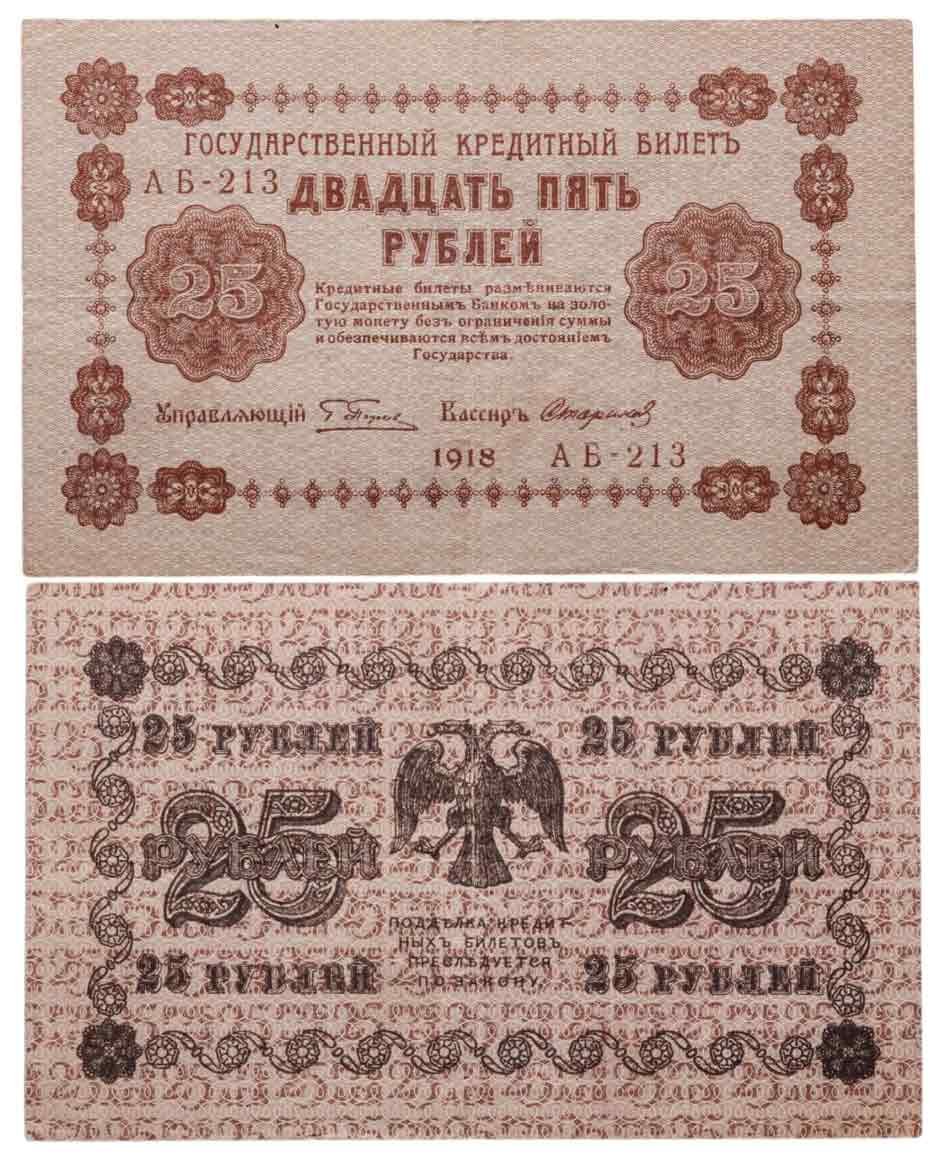 ГОСУДАРСТВЕННЫЙ КРЕДИТНЫЙ БИЛЕТЪ
АБ-213
ДВАДЦАТЬ ПЯТЬ
РУБЛЕЙ
25
25
Кредитные билеты размѣниваются
Государственнымъ Банкомъ на золо-
тую монету безъ ограниченія суммы
и обезпечиваются всѣмъ достояніемъ
Государства.
Управляющій
Кассиръ
1918 АБ-213
25 РУБЛЕЙ 25 РУБЛЕЙ
25 РУБЛЕЙ 25 РУБЛЕЙ
ПОДДѢЛКА КРЕДИТ-
НЫХЪ БИЛЕТОВЪ
ПРЕСЛѢДУЕТСЯ
ПО ЗАКОНУ.
25 РУБЛЕЙ 25 РУБЛЕЙ